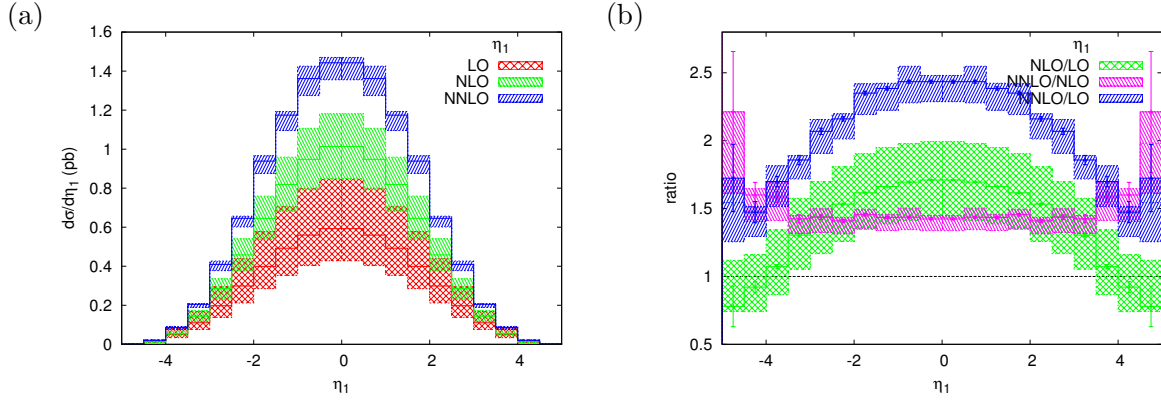 (a)
dσ/dη₁ (pb)
1.6
1.4
1.2
1
0.8
0.6
0.4
0.2
0
-4
-2
0
2
4
η₁
η₁
LO
NLO
NNLO
(b)
ratio
2.5
2
1.5
1
0.5
-4
-2
0
2
4
η₁
η₁
NLO/LO
NNLO/NLO
NNLO/LO